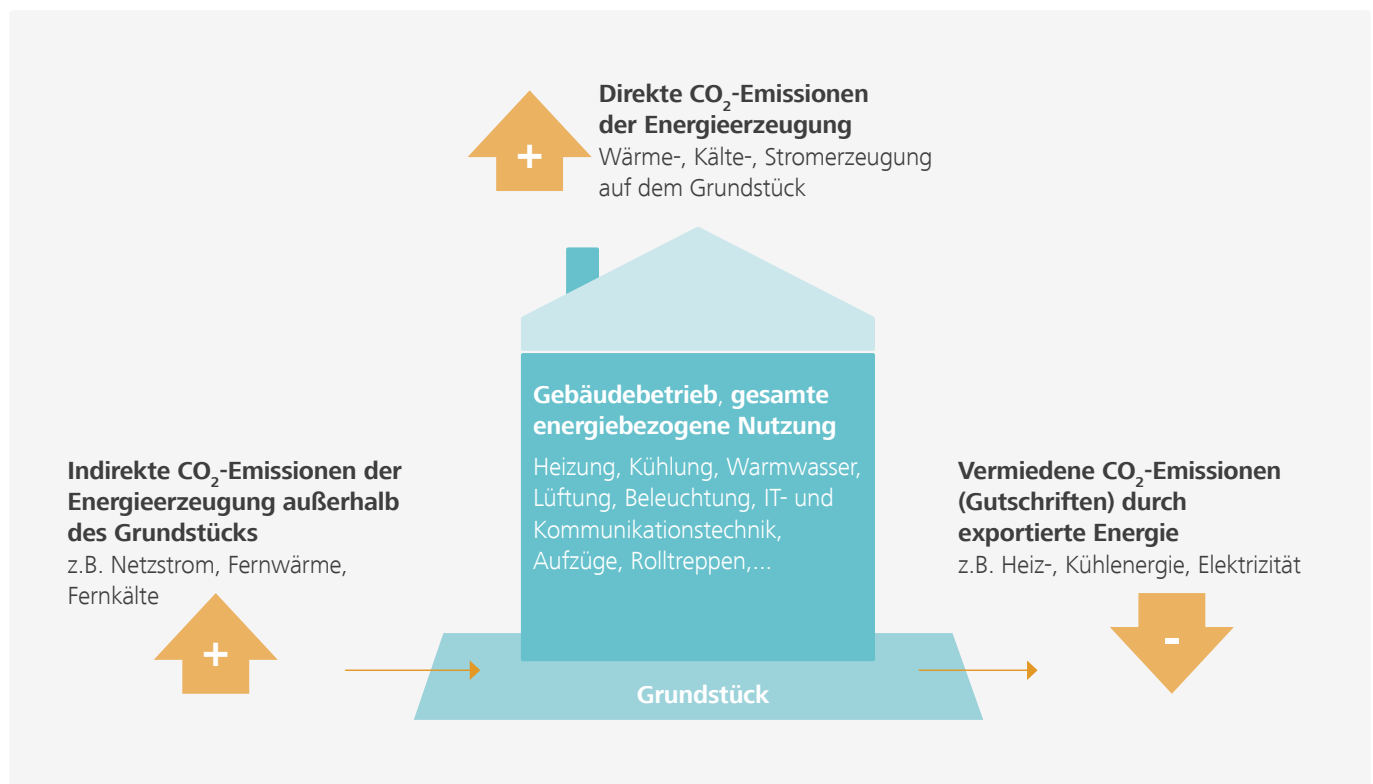 Direkte CO₂-Emissionen
der Energieerzeugung
Wärme-, Kälte-, Stromerzeugung
auf dem Grundstück
+
Gebäudebetrieb, gesamte
energiebezogene Nutzung
Heizung, Kühlung, Warmwasser,
Lüftung, Beleuchtung, IT- und
Kommunikationstechnik,
Aufzüge, Rolltreppen,...
Indirekte CO₂-Emissionen der
Energieerzeugung außerhalb
des Grundstücks
z.B. Netzstrom, Fernwärme,
Fernkälte
+
Vermiedene CO₂-Emissionen
(Gutschriften) durch
exportierte Energie
z.B. Heiz-, Kühlenergie, Elektrizität
-
Grundstück